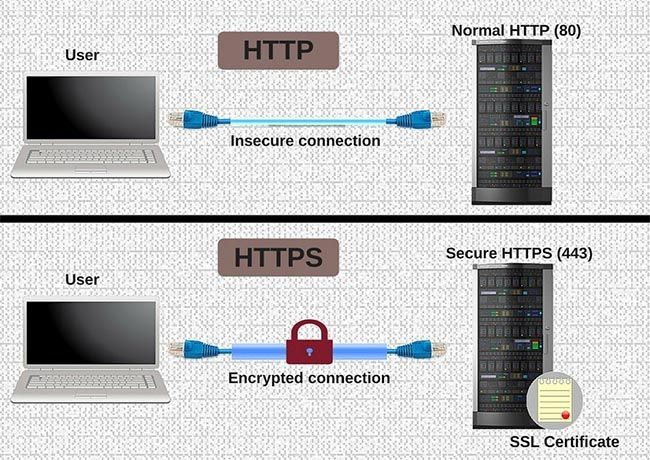 HTTP
Normal HTTP (80)
User
Insecure connection
HTTPS
Secure HTTPS (443)
User
Encrypted connection
SSL Certificate